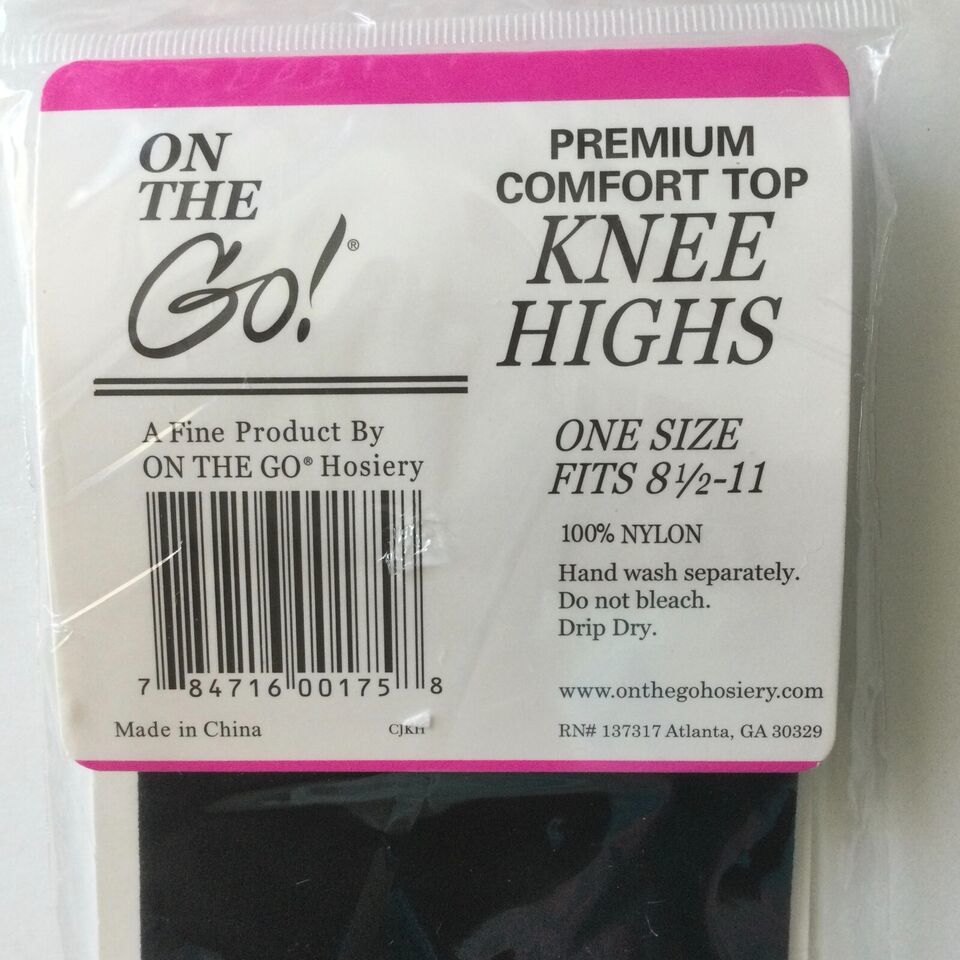 ON
THE
Go!®
A Fine Product By
ON THE GO® Hosiery
7 84716 00175 8
Made in China
PREMIUM
COMFORT TOP
KNEE
HIGHS
ONE SIZE
FITS 8½-11
100% NYLON
Hand wash separately.
Do not bleach.
Drip Dry.
www.onthegohosiery.com
RN# 137317 Atlanta, GA 30329